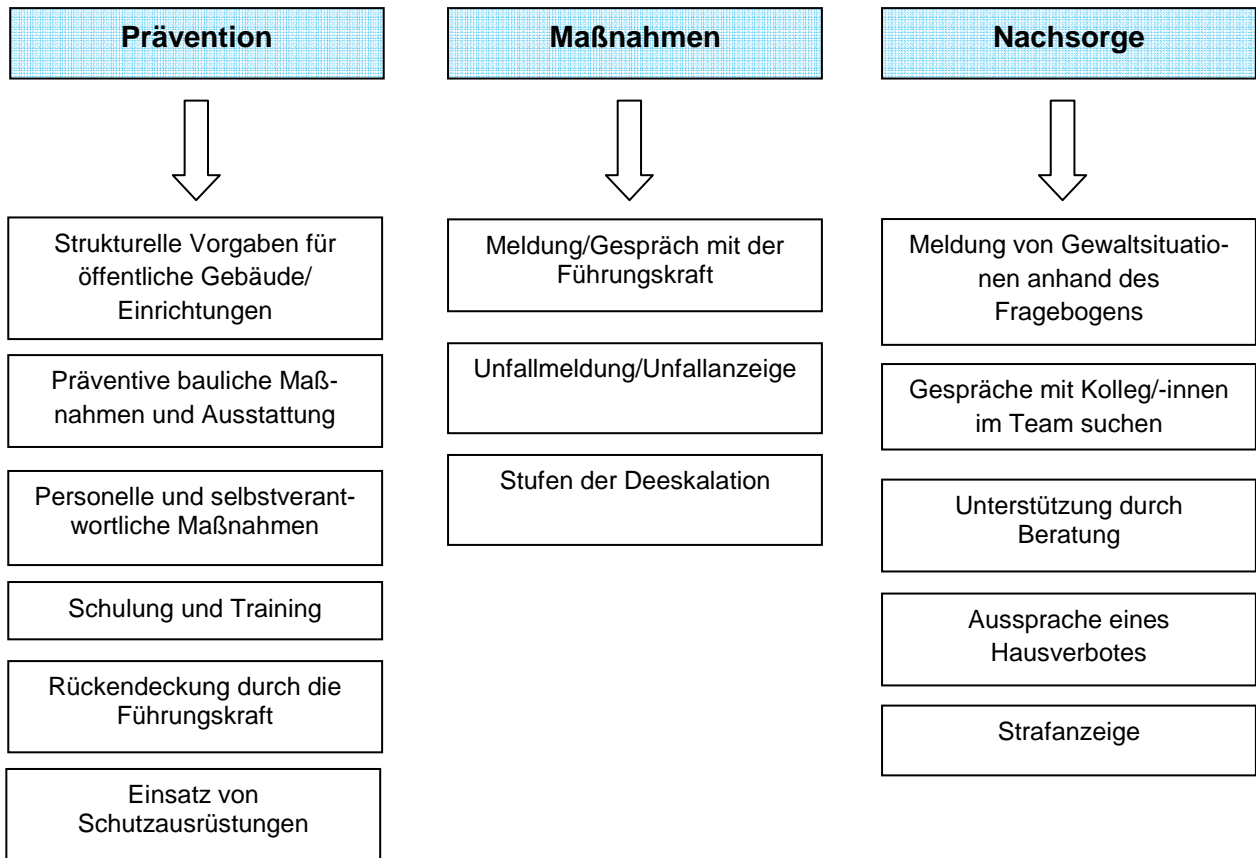 Prävention
Strukturelle Vorgaben für
öffentliche Gebäude/
Einrichtungen
Präventive bauliche Maß-
nahmen und Ausstattung
Personelle und selbstverant-
wortliche Maßnahmen
Schulung und Training
Rückendeckung durch die
Führungskraft
Einsatz von
Schutzausrüstungen
Maßnahmen
Meldung/Gespräch mit der
Führungskraft
Unfallmeldung/Unfallanzeige
Stufen der Deeskalation
Nachsorge
Meldung von Gewaltsituatio-
nen anhand des
Fragebogens
Gespräche mit Kolleg/-innen
im Team suchen
Unterstützung durch
Beratung
Aussprache eines
Hausverbotes
Strafanzeige